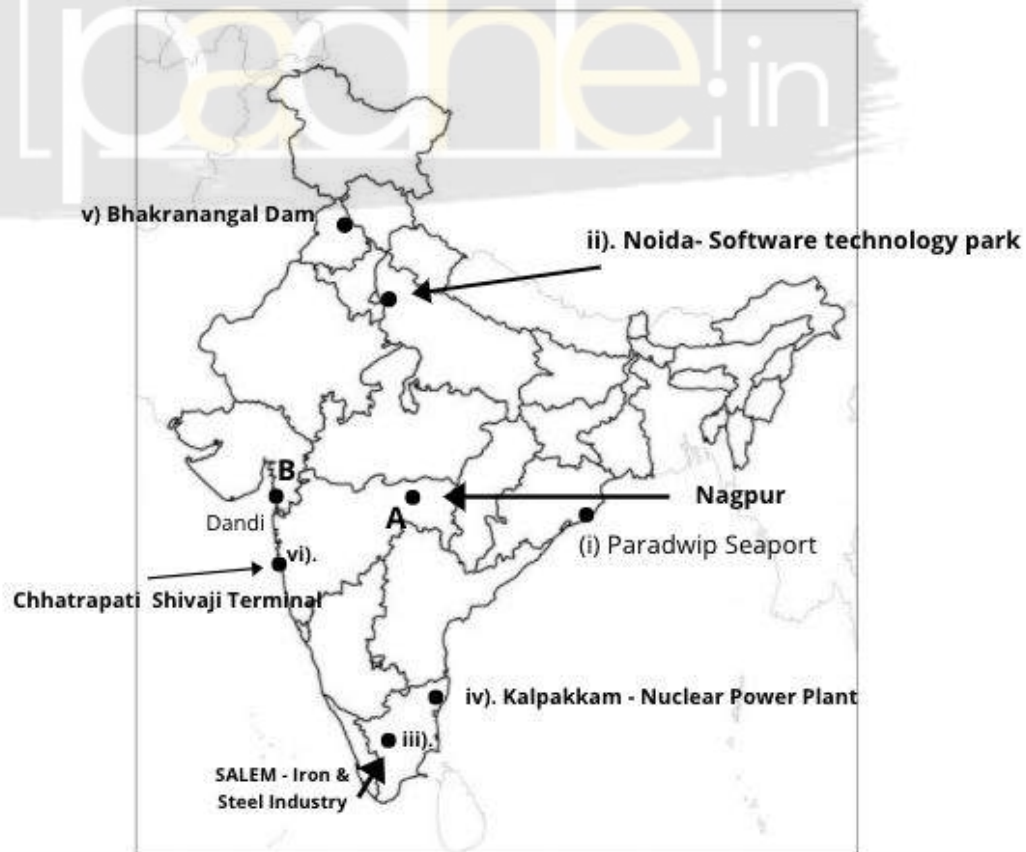 padhe.in
v) Bhakranangal Dam
ii). Noida- Software technology park
B
Nagpur
A
Dandi
(i) Paradwip Seaport
vi).
Chhatrapati Shivaji Terminal
iv). Kalpakkam - Nuclear Power Plant
iii).
SALEM - Iron &
Steel Industry